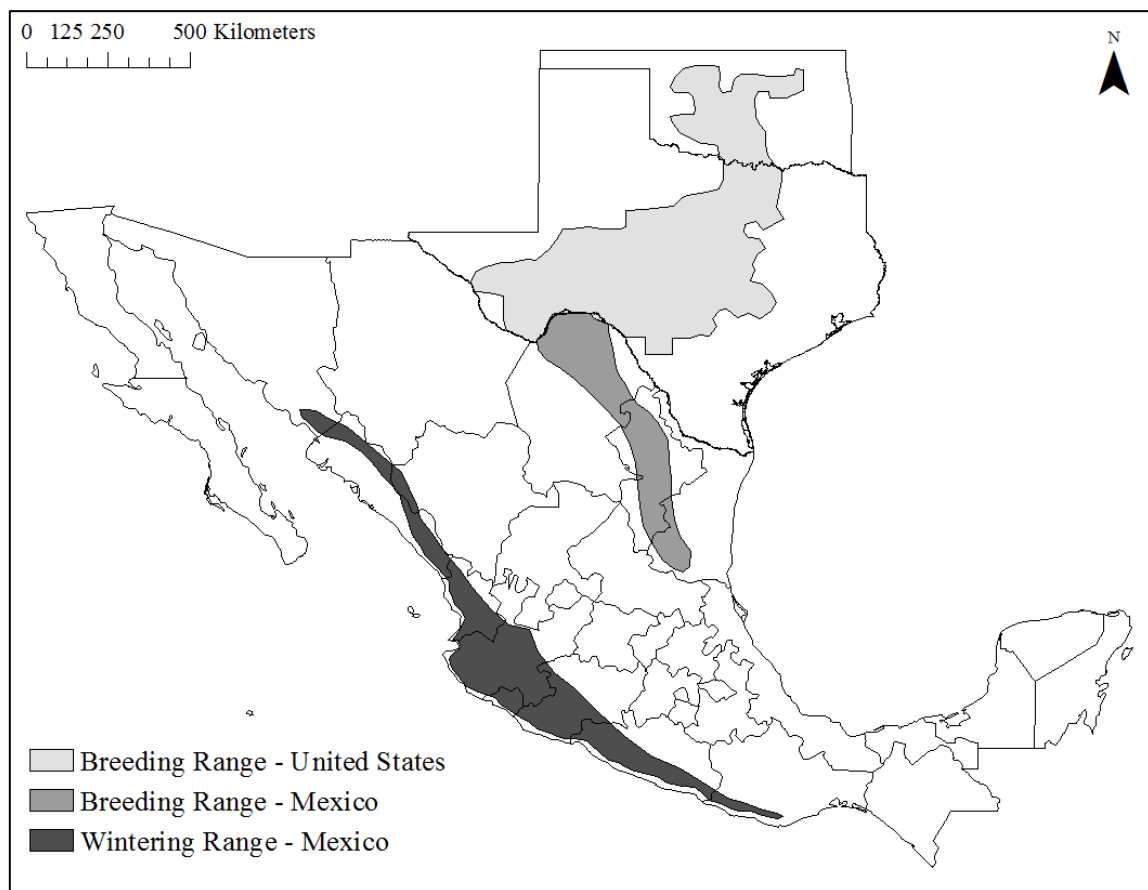 0 125 250 500 Kilometers
N
Breeding Range - United States
Breeding Range - Mexico
Wintering Range - Mexico